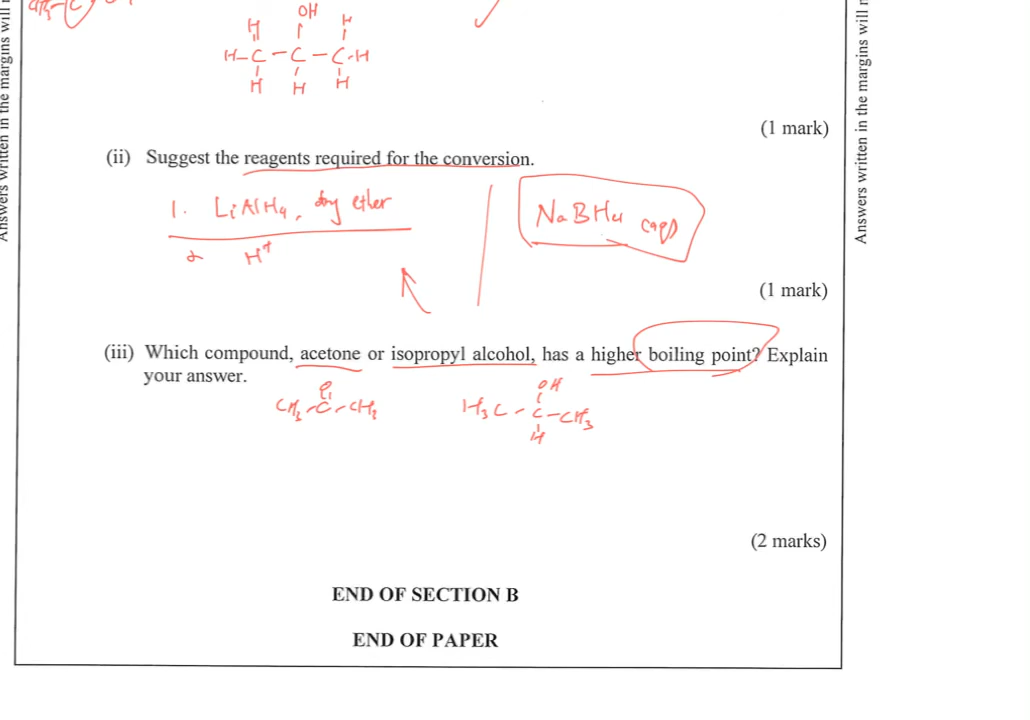 OH
H H
H-C-C-C-H
H H H
(1 mark)
(ii) Suggest the reagents required for the conversion.
1. LiAlH4, dry ether
NaBH4 (aq)
2 H+
(1 mark)
(iii) Which compound, acetone or isopropyl alcohol, has a higher boiling point? Explain
your answer.
O OH
CH3-C-CH3 H3C-C-CH3
H
(2 marks)
END OF SECTION B
END OF PAPER
Answers written in the margins will
Answers written in the margins will